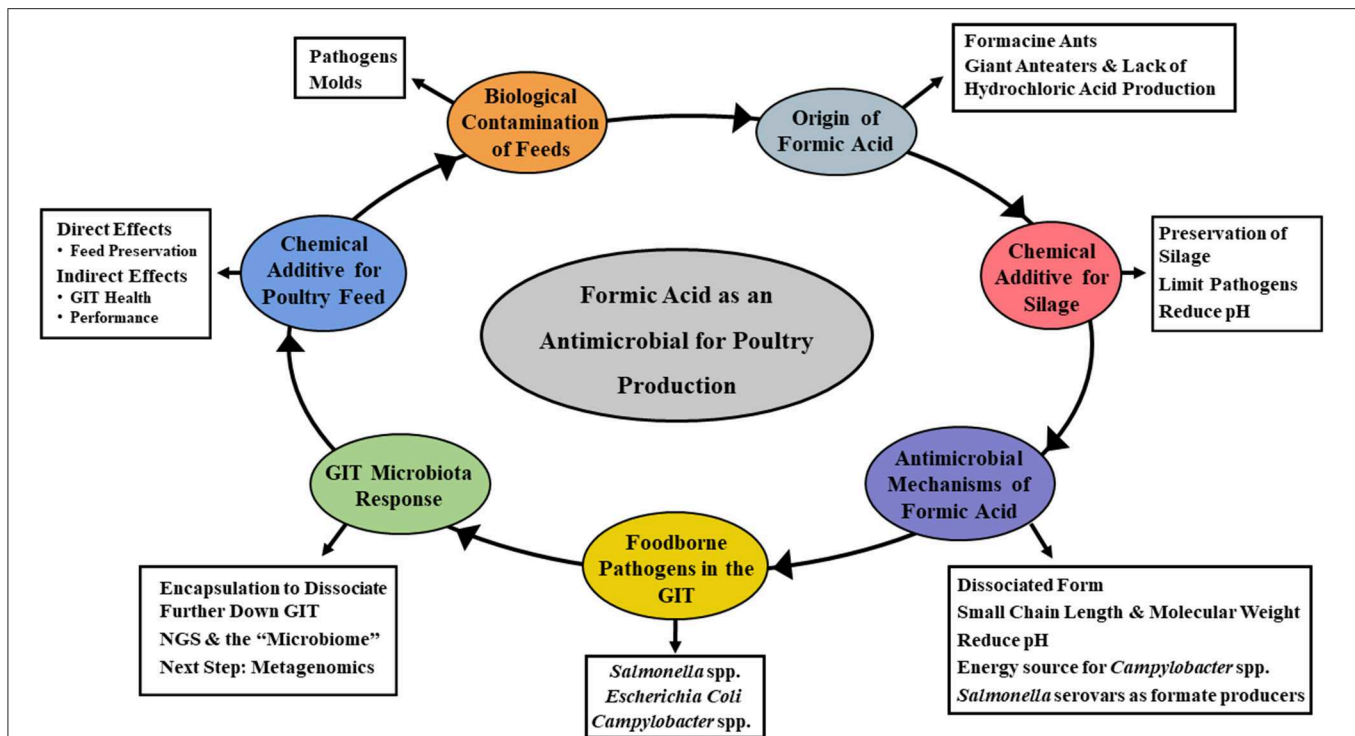 Pathogens
Molds
Biological
Contamination
of Feeds
Formacine Ants
Giant Anteaters & Lack of
Hydrochloric Acid Production
Origin of
Formic Acid
Direct Effects
• Feed Preservation
Indirect Effects
• GIT Health
• Performance
Chemical
Additive for
Poultry Feed
Formic Acid as an
Antimicrobial for Poultry
Production
Chemical
Additive for
Silage
Preservation of
Silage
Limit Pathogens
Reduce pH
GIT Microbiota
Response
Antimicrobial
Mechanisms of
Formic Acid
Foodborne
Pathogens in the
GIT
Encapsulation to Dissociate
Further Down GIT
NGS & the “Microbiome”
Next Step: Metagenomics
Salmonella spp.
Escherichia Coli
Campylobacter spp.
Dissociated Form
Small Chain Length & Molecular Weight
Reduce pH
Energy source for Campylobacter spp.
Salmonella serovars as formate producers